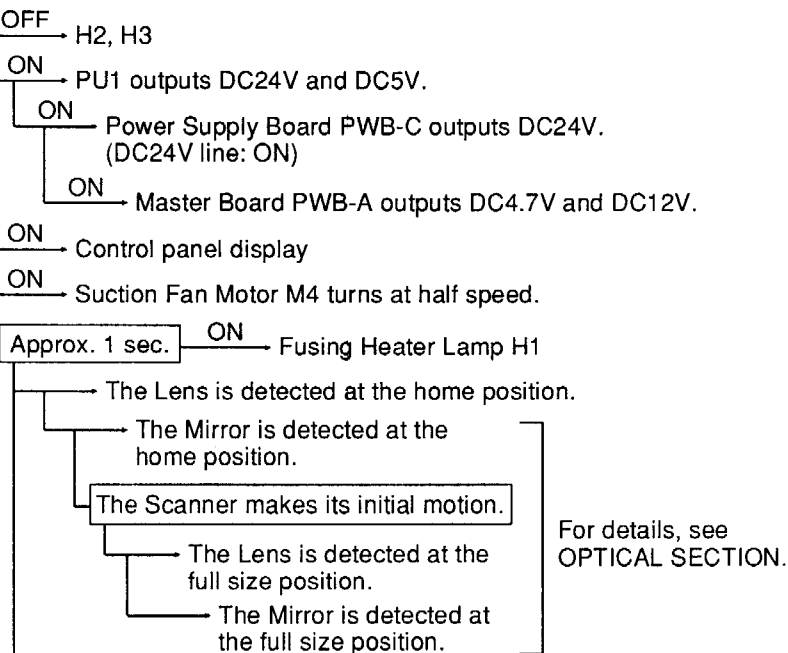 OFF
H2, H3
ON
PU1 outputs DC24V and DC5V.
ON
Power Supply Board PWB-C outputs DC24V.
(DC24V line: ON)
ON
Master Board PWB-A outputs DC4.7V and DC12V.
ON
Control panel display
ON
Suction Fan Motor M4 turns at half speed.
Approx. 1 sec.
ON
Fusing Heater Lamp H1
The Lens is detected at the home position.
The Mirror is detected at the
home position.
The Scanner makes its initial motion.
For details, see
OPTICAL SECTION.
The Lens is detected at the
full size position.
The Mirror is detected at
the full size position.